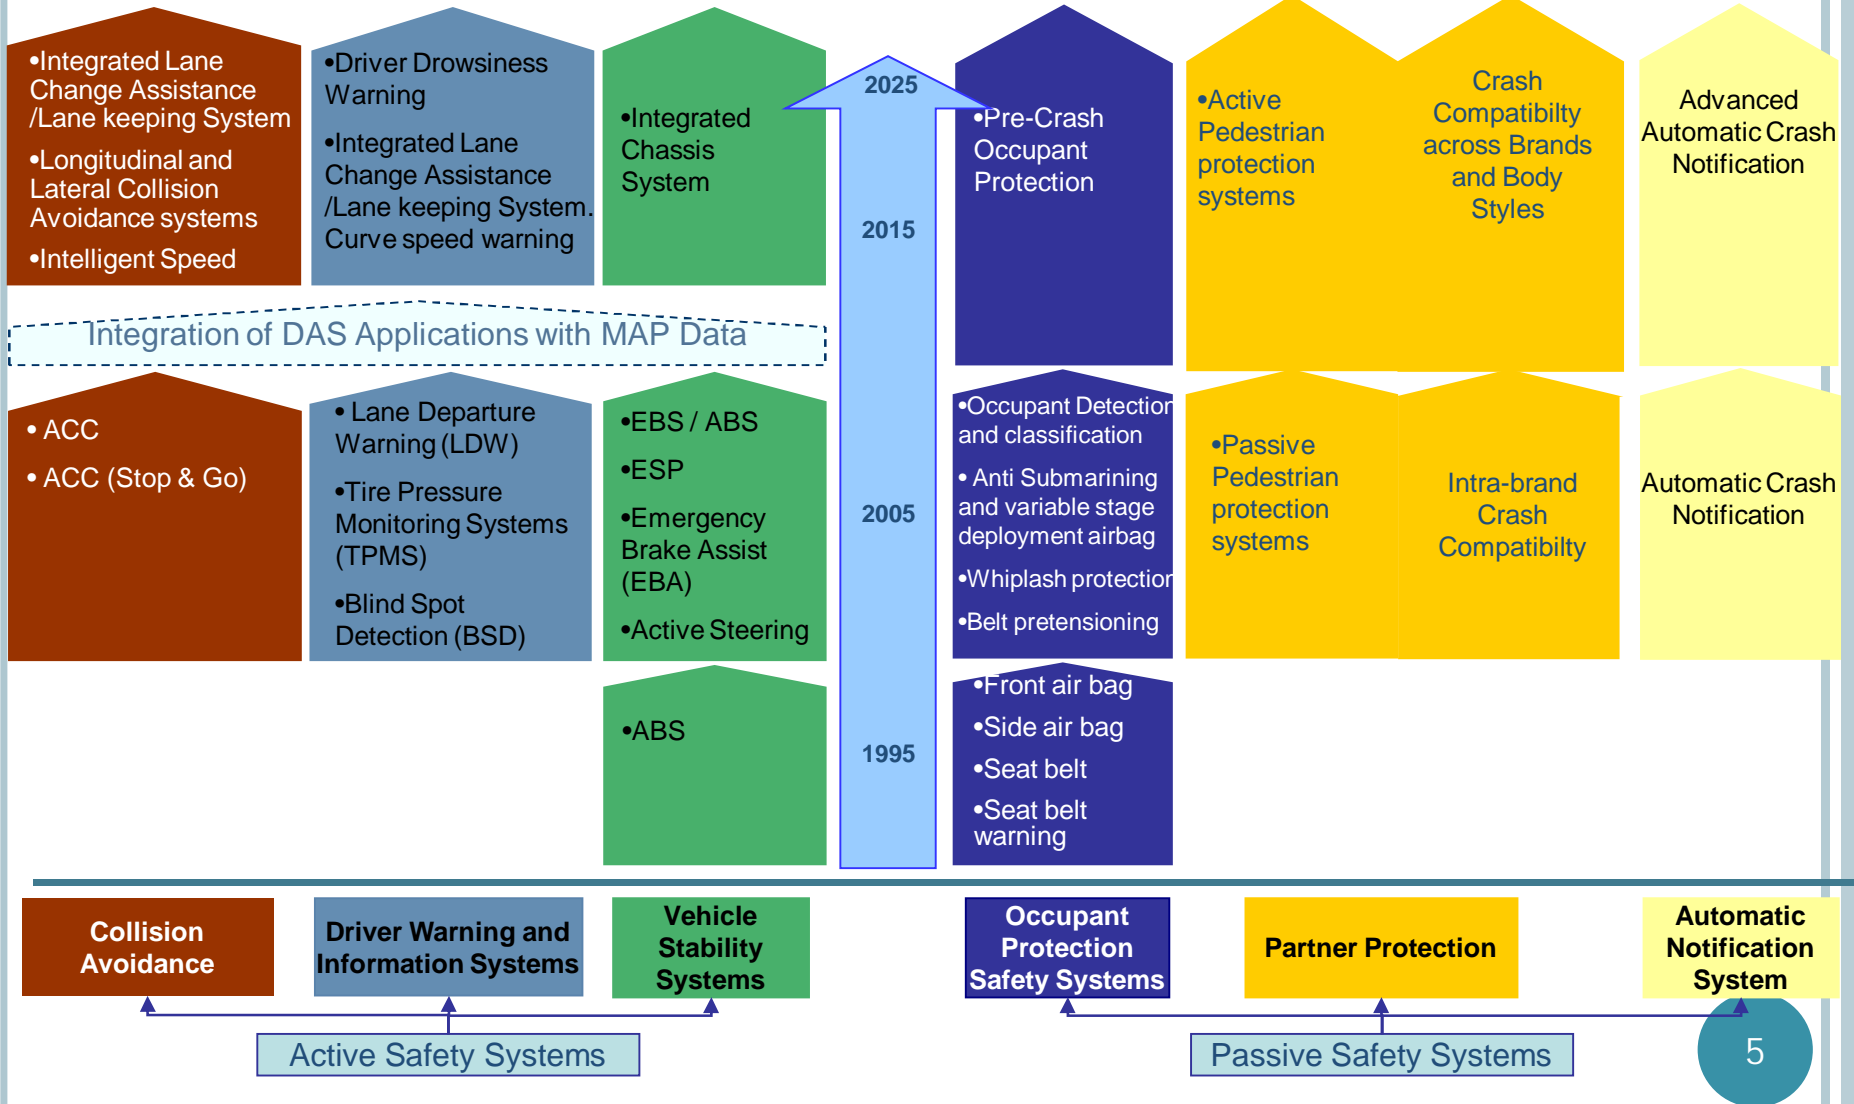 •Integrated Lane
Change Assistance
/Lane keeping System
•Longitudinal and
Lateral Collision
Avoidance systems
•Intelligent Speed
•Driver Drowsiness
Warning
•Integrated Lane
Change Assistance
/Lane keeping System.
Curve speed warning
•Integrated
Chassis
System
2025
2015
2005
1995
•Pre-Crash
Occupant
Protection
•Active
Pedestrian
protection
systems
Crash
Compatibilty
across Brands
and Body
Styles
Advanced
Automatic Crash
Notification
Integration of DAS Applications with MAP Data
• ACC
• ACC (Stop & Go)
• Lane Departure
Warning (LDW)
•Tire Pressure
Monitoring Systems
(TPMS)
•Blind Spot
Detection (BSD)
•EBS / ABS
•ESP
•Emergency
Brake Assist
(EBA)
•Active Steering
•Occupant Detection
and classification
• Anti Submarining
and variable stage
deployment airbag
•Whiplash protection
•Belt pretensioning
•Passive
Pedestrian
protection
systems
Intra-brand
Crash
Compatibilty
Automatic Crash
Notification
•ABS
•Front air bag
•Side air bag
•Seat belt
•Seat belt
warning
Collision
Avoidance
Driver Warning and
Information Systems
Vehicle
Stability
Systems
Occupant
Protection
Safety Systems
Partner Protection
Automatic
Notification
System
Active Safety Systems
Passive Safety Systems
5